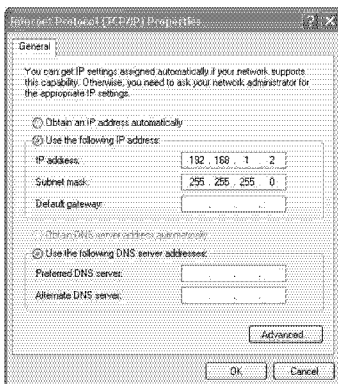 Internet Protocol (TCP/IP) Properties
General
You can get IP settings assigned automatically if your network supports
this capability. Otherwise, you need to ask your network administrator for
the appropriate IP settings.
Obtain an IP address automatically
Use the following IP address:
IP address: 192 . 168 . 1 . 2
Subnet mask: 255 . 255 . 255 . 0
Default gateway: . . .
Obtain DNS server address automatically
Use the following DNS server addresses:
Preferred DNS server: . . .
Alternate DNS server: . . .
Advanced...
OK Cancel